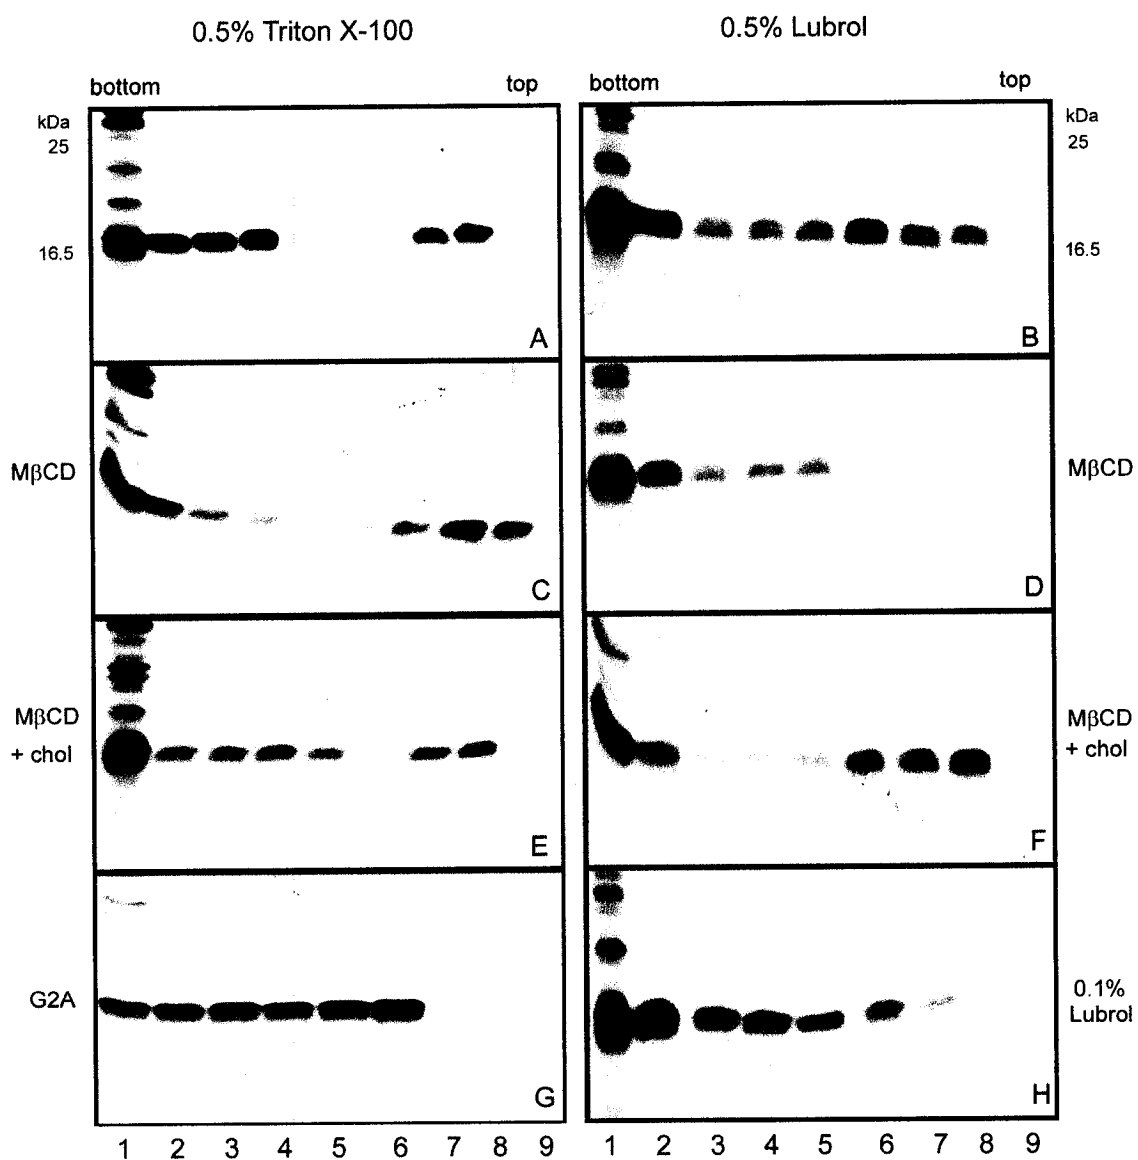 0.5% Triton X-100
0.5% Lubrol
bottom
top
bottom
top
kDa
25
16.5
A
B
kDa
25
16.5
MβCD
C
D
MβCD
MβCD
+ chol
E
F
MβCD
+ chol
G2A
G
H
0.1%
Lubrol
1 2 3 4 5 6 7 8 9
1 2 3 4 5 6 7 8 9